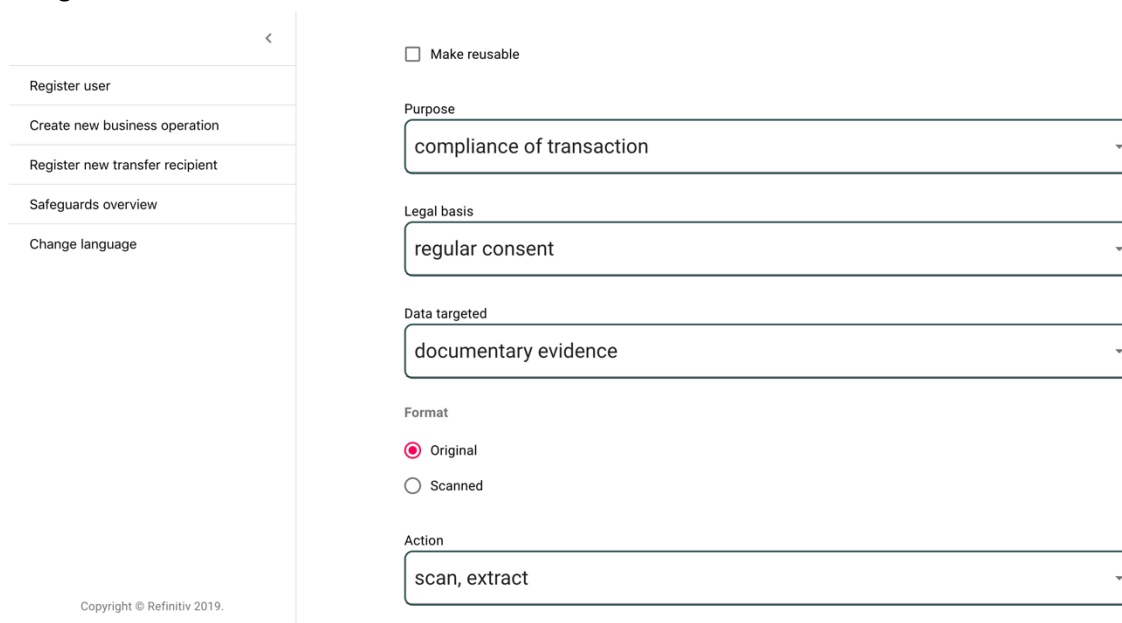 Register user
Create new business operation
Register new transfer recipient
Safeguards overview
Change language
Copyright © Refinitiv 2019.
Make reusable
Purpose
compliance of transaction
Legal basis
regular consent
Data targeted
documentary evidence
Format
Original
Scanned
Action
scan, extract